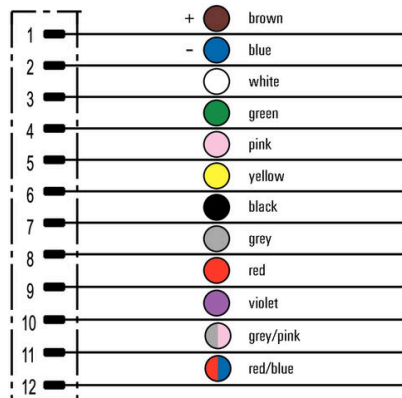 + brown
1
- blue
2
white
3
green
4
pink
5
yellow
6
black
7
grey
8
red
9
violet
10
grey/pink
11
red/blue
12